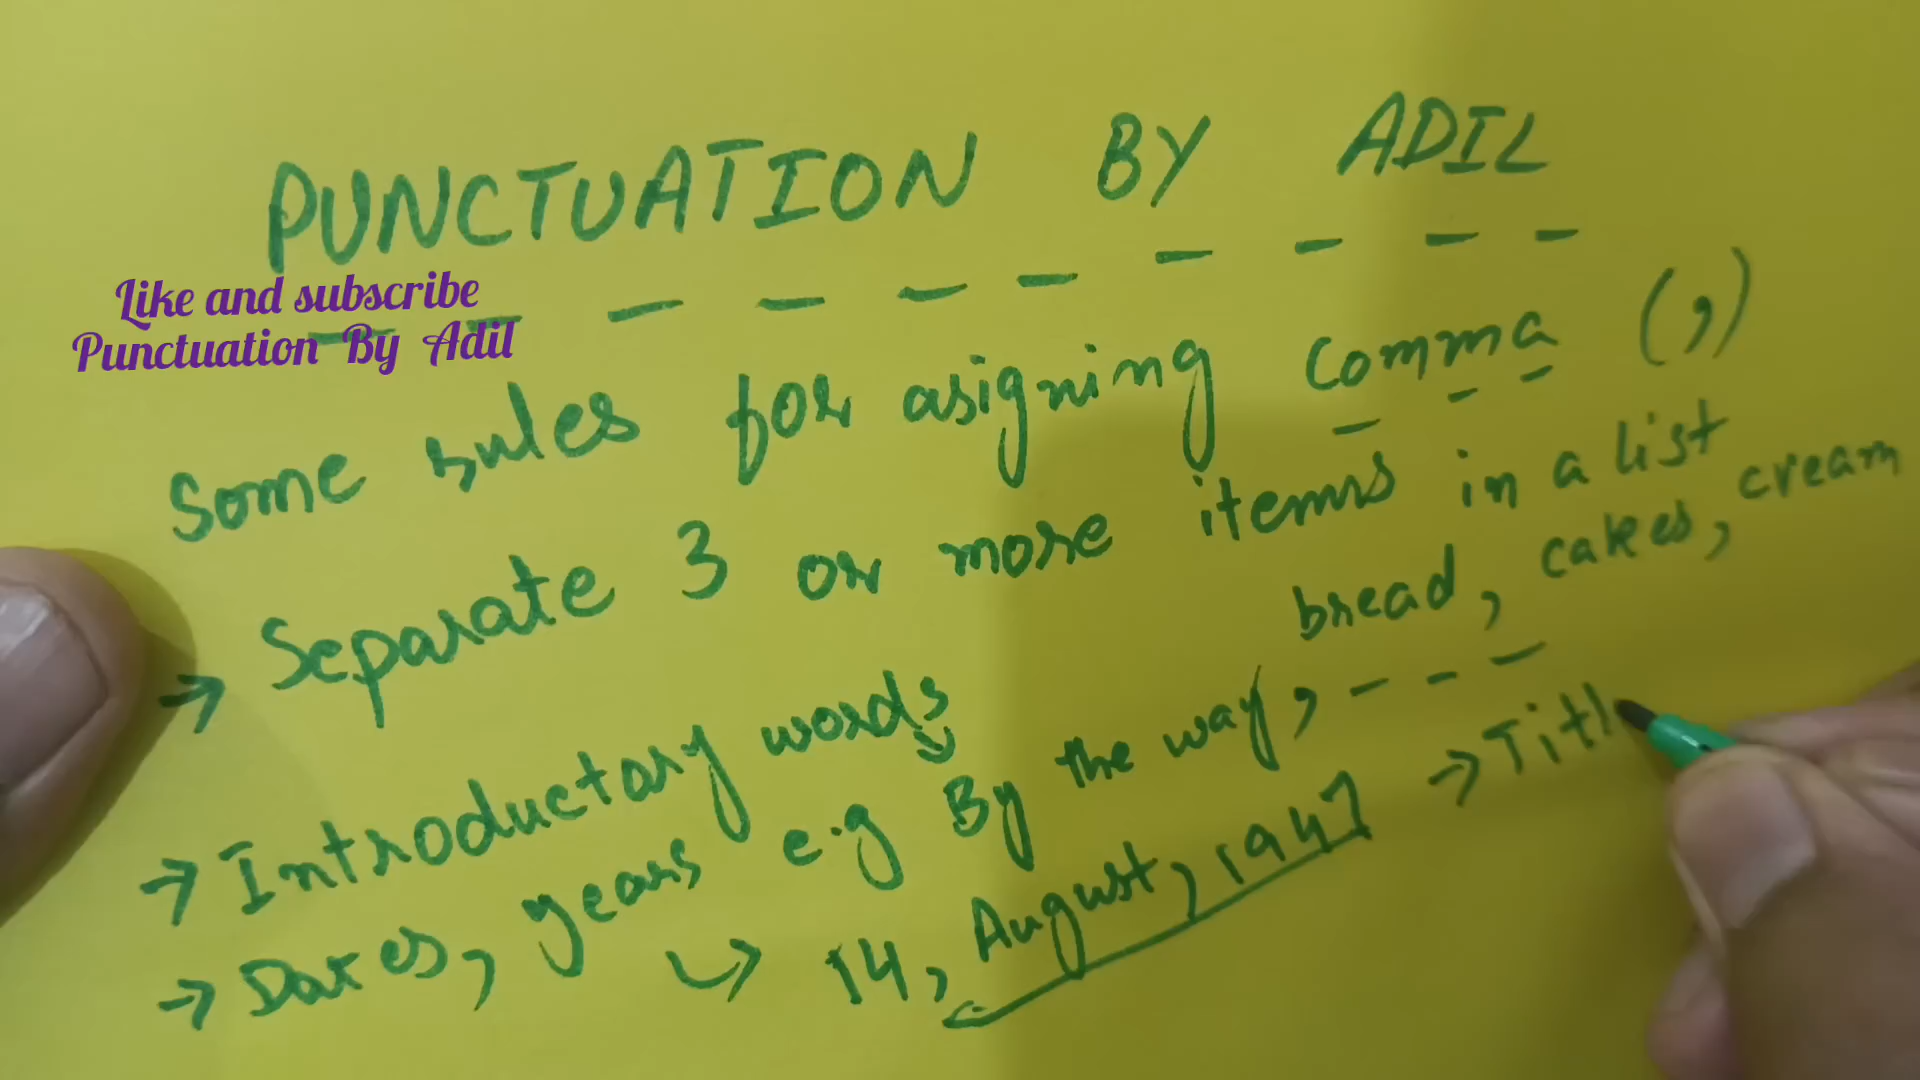 PUNCTUATION BY ADIL
Like and subscribe
Punctuation By Adil
Some rules for asigning comma (,)
→ Separate 3 or more items in a list
bread, cakes, cream
→ Introductory words
e.g By the way, - - -
→ Dates, years
↳ 14, August, 1947
→ Titl